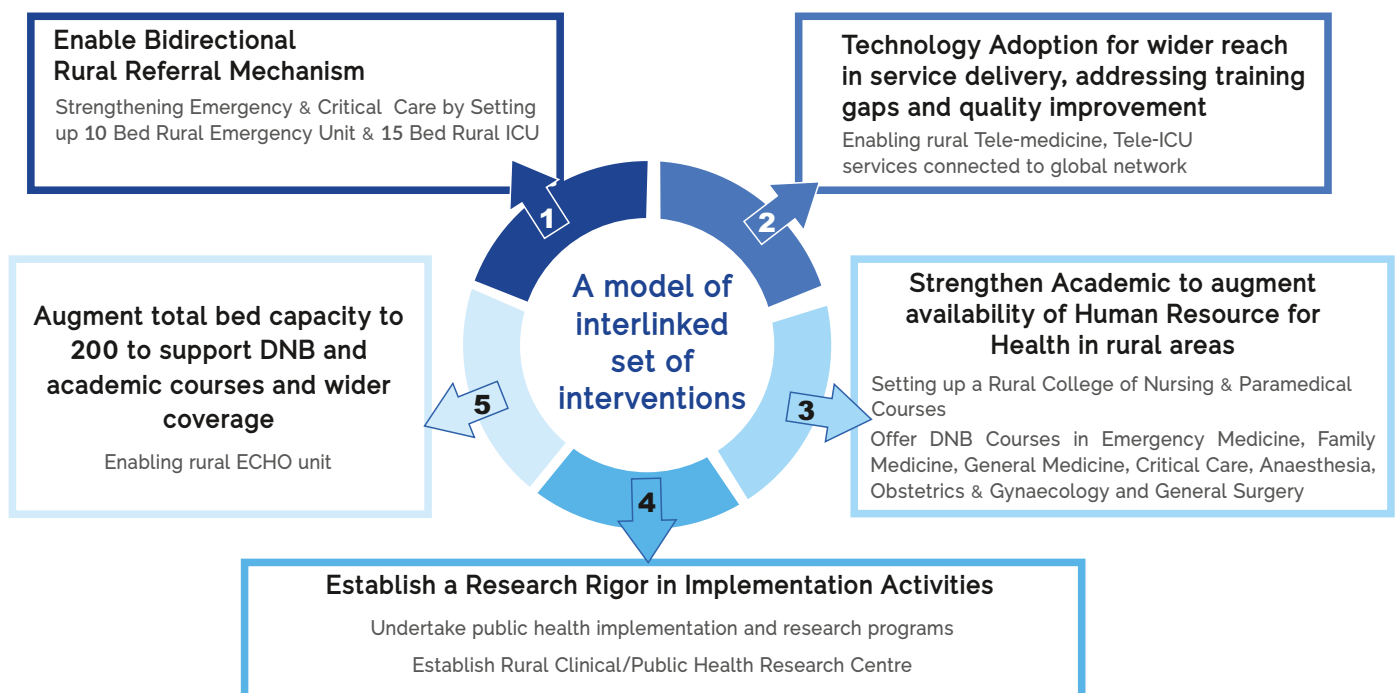 Enable Bidirectional
Rural Referral Mechanism
Strengthening Emergency & Critical Care by Setting
up 10 Bed Rural Emergency Unit & 15 Bed Rural ICU
1
Technology Adoption for wider reach
in service delivery, addressing training
gaps and quality improvement
Enabling rural Tele-medicine, Tele-ICU
services connected to global network
2
A model of
interlinked
set of
interventions
Strengthen Academic to augment
availability of Human Resource for
Health in rural areas
Setting up a Rural College of Nursing & Paramedical
Courses
Offer DNB Courses in Emergency Medicine, Family
Medicine, General Medicine, Critical Care, Anaesthesia,
Obstetrics & Gynaecology and General Surgery
3
Establish a Research Rigor in Implementation Activities
Undertake public health implementation and research programs
Establish Rural Clinical/Public Health Research Centre
4
Augment total bed capacity to
200 to support DNB and
academic courses and wider
coverage
Enabling rural ECHO unit
5